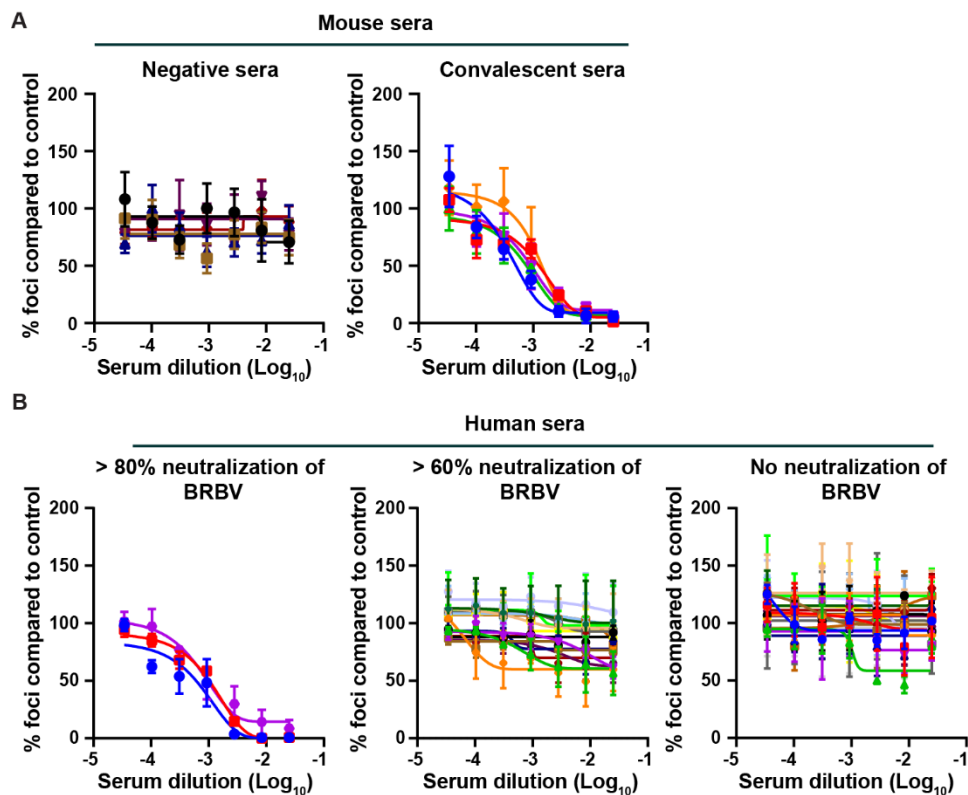 A
Mouse sera
Negative sera
Convalescent sera
% foci compared to control
200
150
100
50
0
-5
-4
-3
-2
-1
Serum dilution (Log10)
% foci compared to control
200
150
100
50
0
-5
-4
-3
-2
-1
Serum dilution (Log10)
B
Human sera
> 80% neutralization of
BRBV
% foci compared to control
200
150
100
50
0
-5
-4
-3
-2
-1
Serum dilution (Log10)
> 60% neutralization of
BRBV
% foci compared to control
200
150
100
50
0
-5
-4
-3
-2
-1
Serum dilution (Log10)
No neutralization of
BRBV
% foci compared to control
200
150
100
50
0
-5
-4
-3
-2
-1
Serum dilution (Log10)